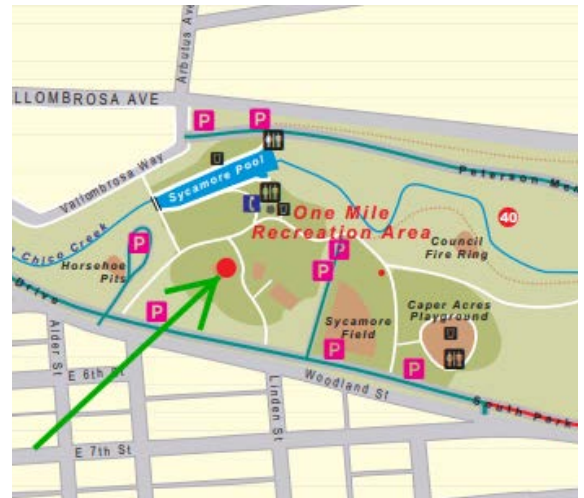 Arbutus Ave
LLOMBROSA AVE
P
P
Vallombrosa Way
Sycamore Pool
Peterson Mem
Chico Creek
One Mile
Recreation Area
40
P
P
P
Horsehoe
Pits
Council
Fire Ring
Drive
P
Caper Acres
Playground
Sycamore
Field
P
P
Alder St
E 6th St
Linden St
Woodland St
South Park
E 7th St